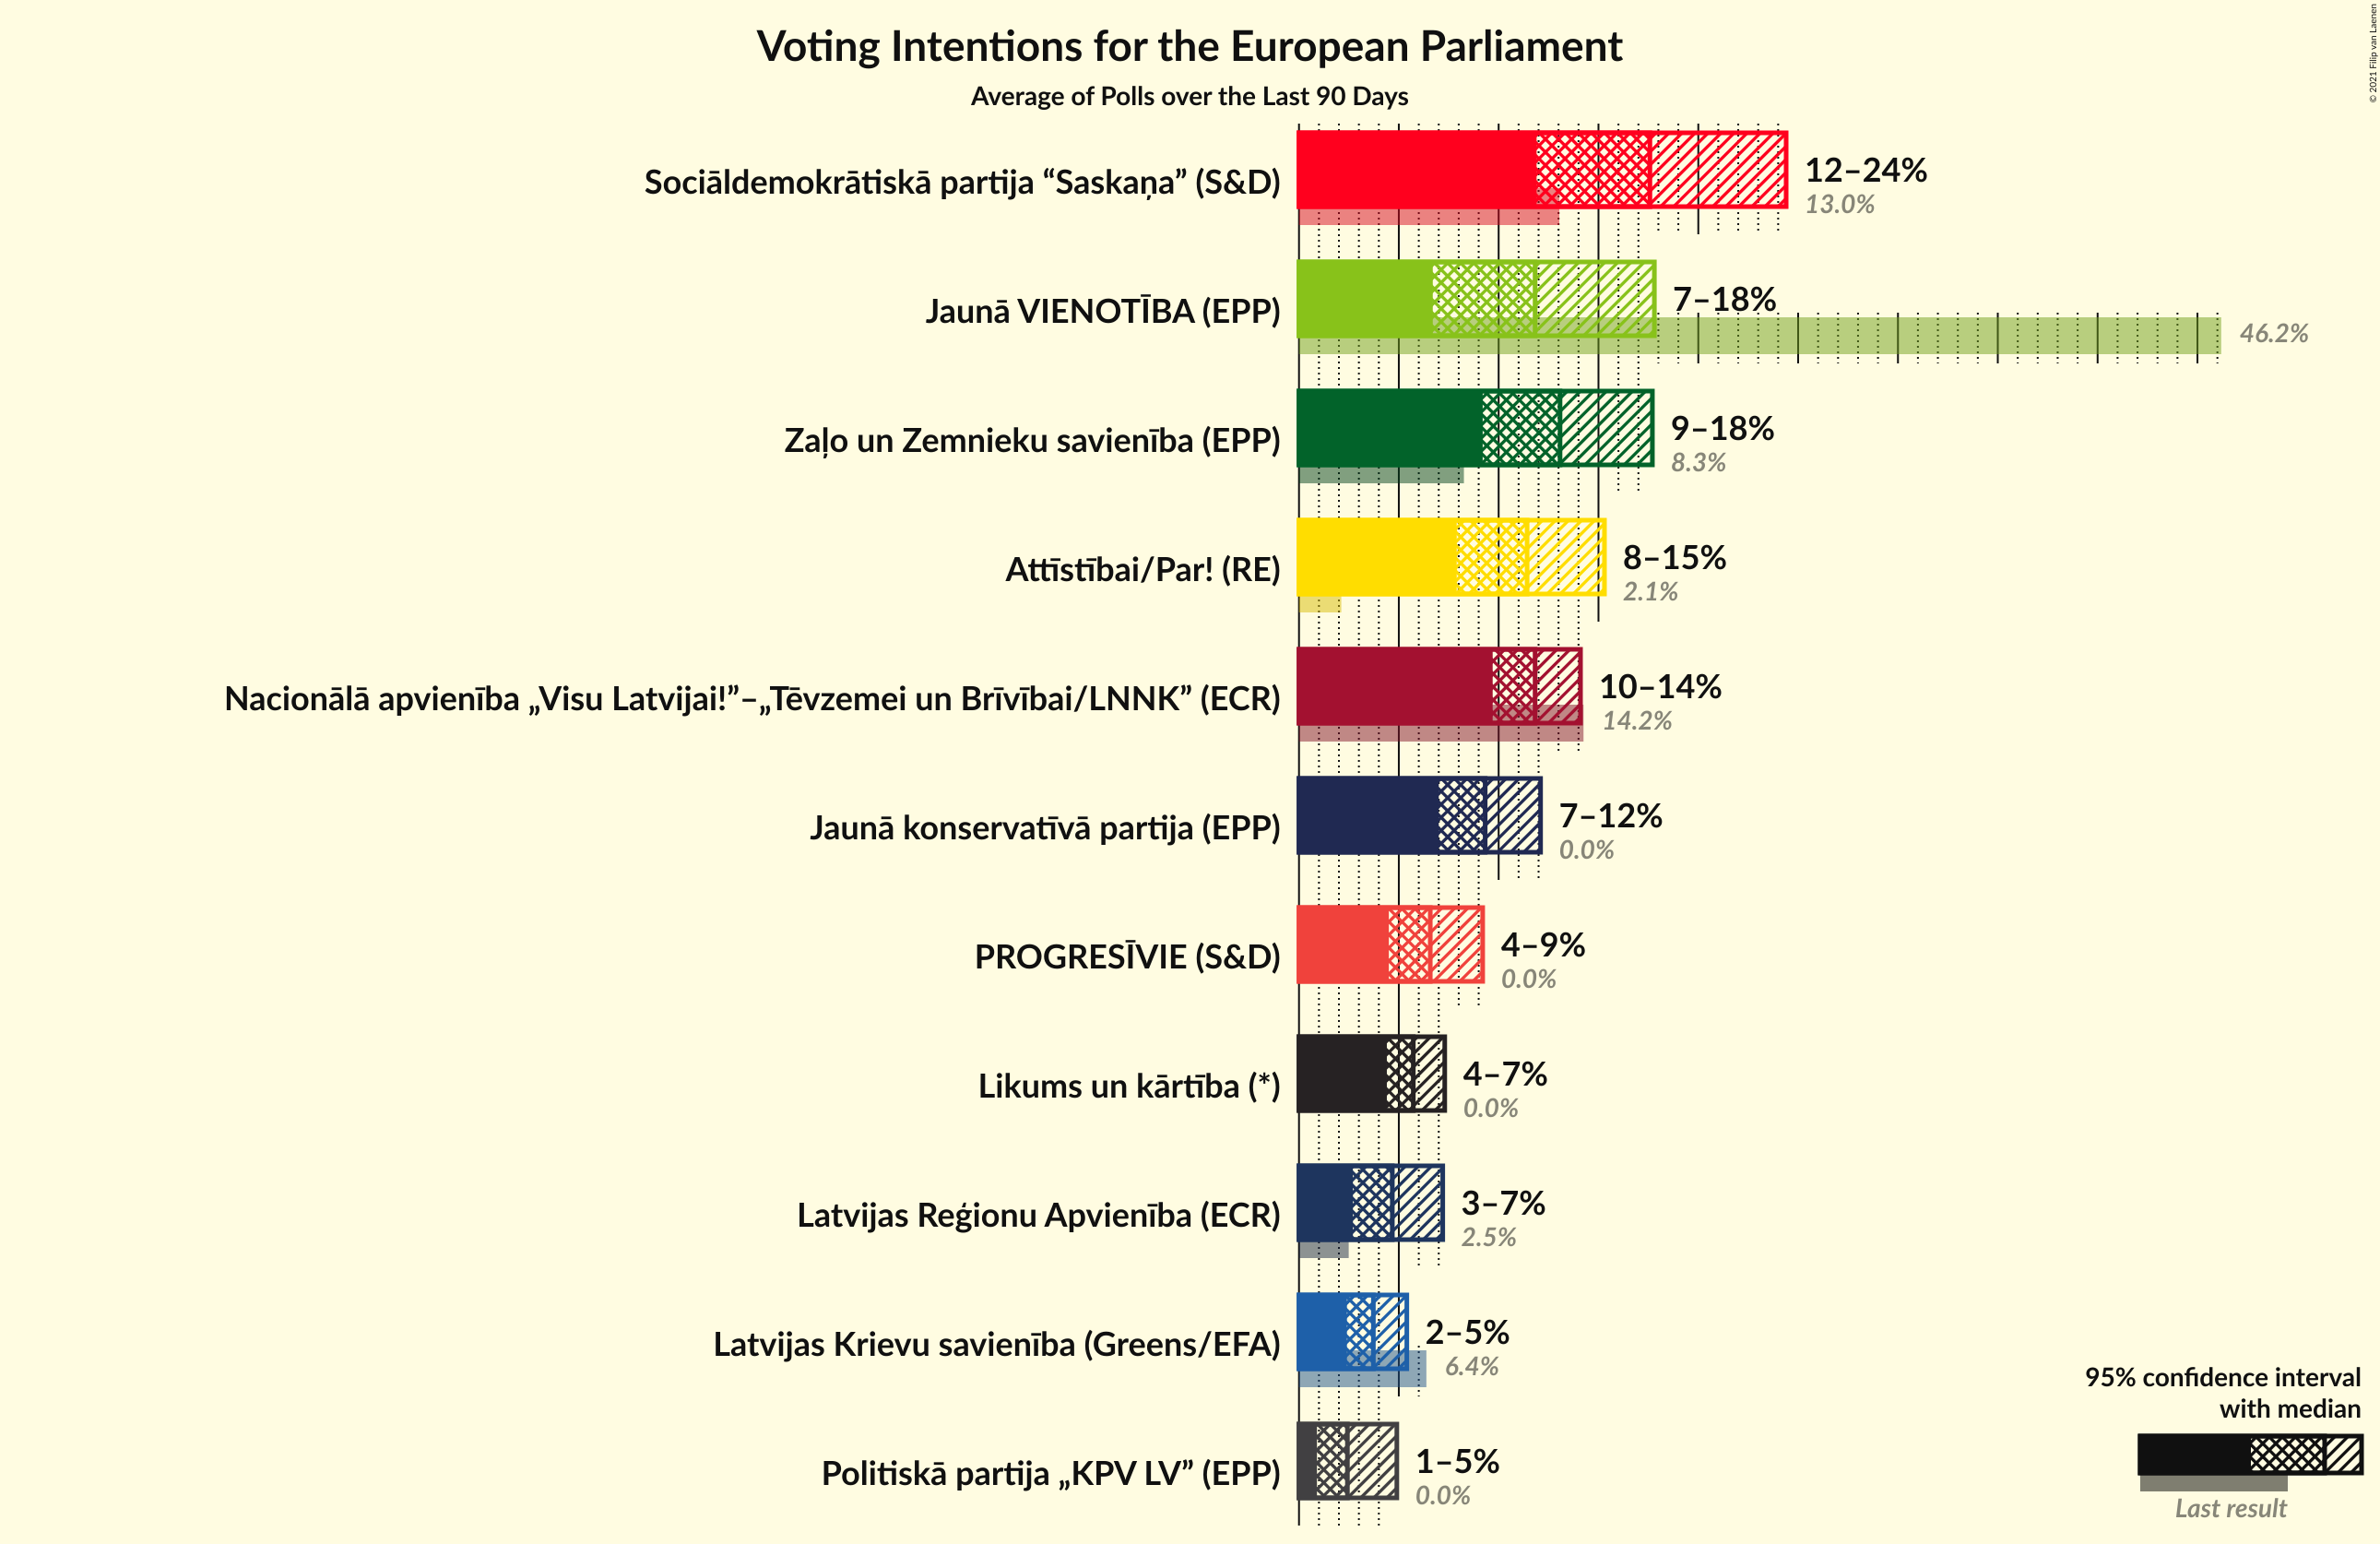 Voting Intentions for the European Parliament
Average of Polls over the Last 90 Days
© 2021 Filip van Laenen
Sociāldemokrātiskā partija “Saskaņa” (S&D)
12–24%
13.0%
Jaunā VIENOTĪBA (EPP)
7–18%
46.2%
Zaļo un Zemnieku savienība (EPP)
9–18%
8.3%
Attīstībai/Par! (RE)
8–15%
2.1%
Nacionālā apvienība „Visu Latvijai!”–„Tēvzemei un Brīvībai/LNNK” (ECR)
10–14%
14.2%
Jaunā konservatīvā partija (EPP)
7–12%
0.0%
PROGRESĪVIE (S&D)
4–9%
0.0%
Likums un kārtība (*)
4–7%
0.0%
Latvijas Reģionu Apvienība (ECR)
3–7%
2.5%
Latvijas Krievu savienība (Greens/EFA)
2–5%
6.4%
Politiskā partija „KPV LV” (EPP)
1–5%
0.0%
95% confidence interval
with median
Last result